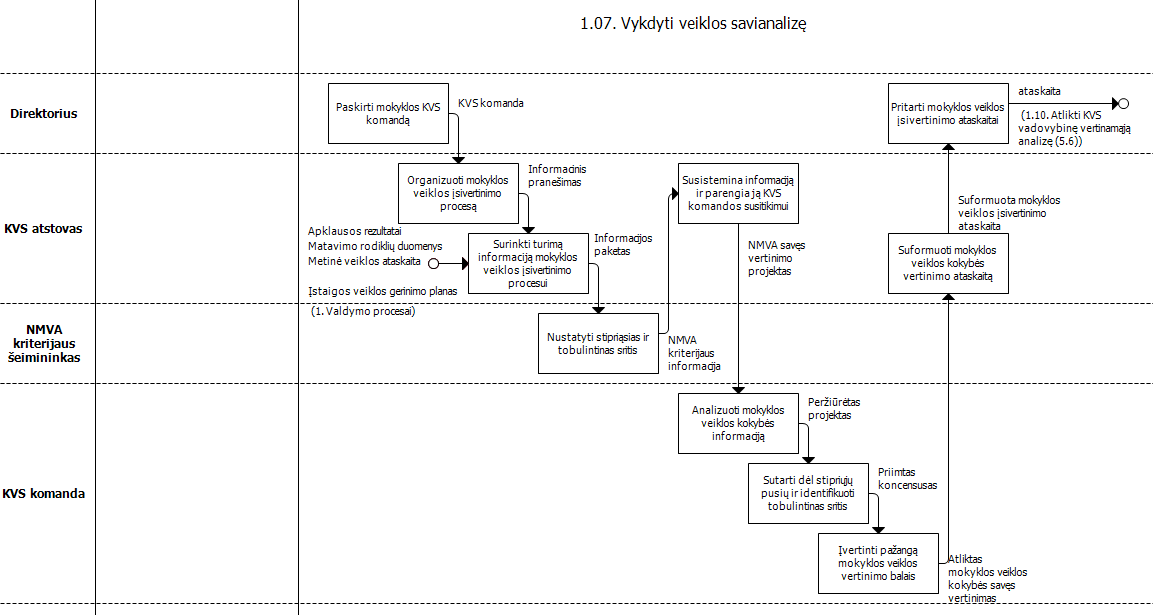 1.07. Vykdyti veiklos savianalizę
Direktorius
Paskirti mokyklos KVS
komandą
KVS komanda
Pritarti mokyklos veiklos
įsivertinimo ataskaitai
ataskaita
(1.10. Atlikti KVS
vadovybinę vertinamąją
analizę (5.6))
KVS atstovas
Organizuoti mokyklos
veiklos įsivertinimo
procesą
Informacinis
pranešimas
Apklausos rezultatai
Matavimo rodiklių duomenys
Metinė veiklos ataskaita
Įstaigos veiklos gerinimo planas
(1. Valdymo procesai)
Surinkti turimą
informaciją mokyklos
veiklos įsivertinimo
procesui
Informacijos
paketas
Susistemina informaciją
ir parengia ją KVS
komandos susitikimui
NMVA savęs
vertinimo
projektas
Suformuota mokyklos
veiklos įsivertinimo
ataskaita
Suformuoti mokyklos
veiklos kokybės
vertinimo ataskaitą
NMVA
kriterijaus
šeimininkas
Nustatyti stipriąsias ir
tobulintinas sritis
NMVA
kriterijaus
informacija
KVS komanda
Analizuoti mokyklos
veiklos kokybės
informaciją
Peržiūrėtas
projektas
Sutarti dėl stipriųjų
pusių ir identifikuoti
tobulintinas sritis
Priimtas
koncensusas
Įvertinti pažangą
mokyklos veiklos
vertinimo balais
Atliktas
mokyklos veiklos
kokybės savęs
vertinimas